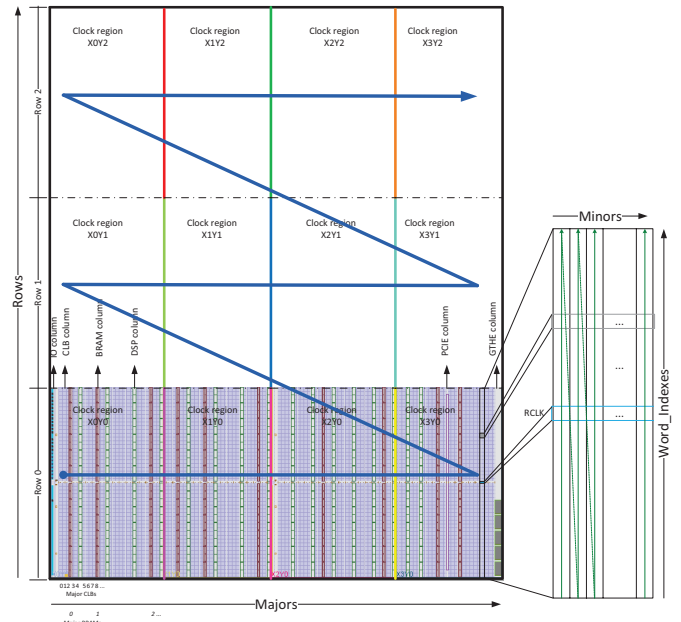 Clock region
X0Y2
Clock region
X1Y2
Clock region
X2Y2
Clock region
X3Y2
Row 2
Clock region
X0Y1
Clock region
X1Y1
Clock region
X2Y1
Clock region
X3Y1
Row 1
Rows
IO column
CLB column
BRAM column
DSP column
PCIE column
GTHE column
Clock region
X0Y0
Clock region
X1Y0
Clock region
X2Y0
Clock region
X3Y0
Row 0
X2Y0
X3Y0
Minors
...
...
RCLK
...
Word_Indexes
012 34 5678 ...
Major CLBs
Majors
0 1 2 ...